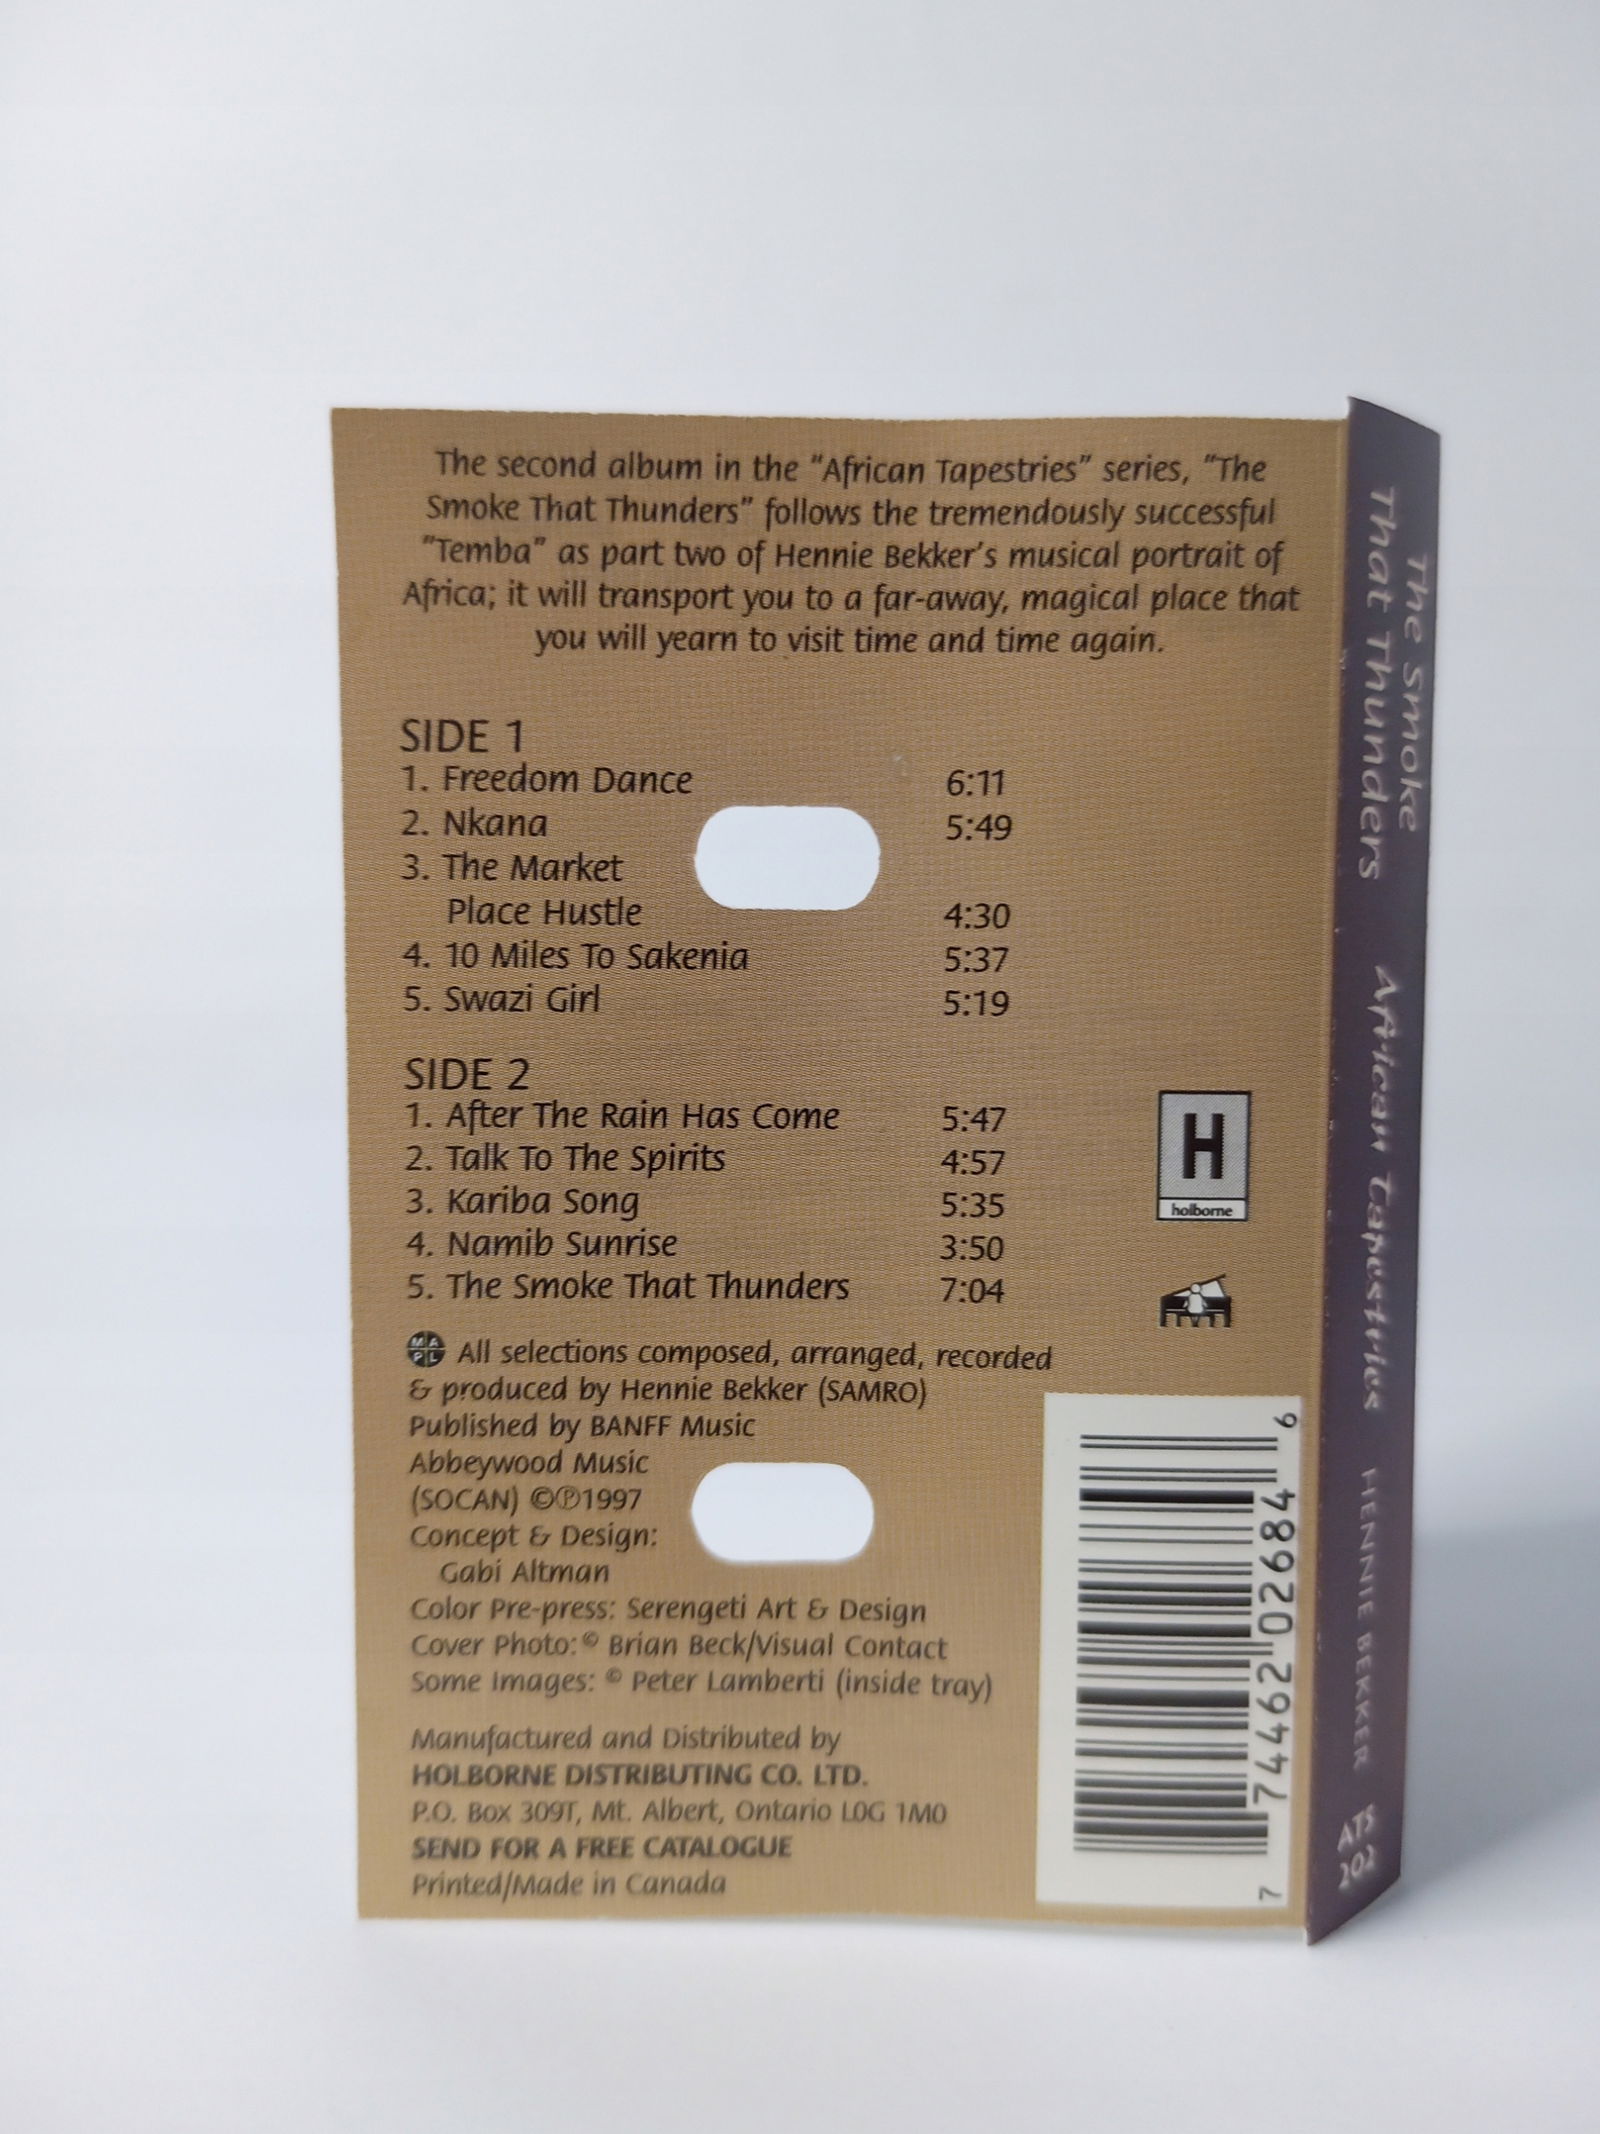 The second album in the "African Tapestries" series, "The
Smoke That Thunders" follows the tremendously successful
"Temba" as part two of Hennie Bekker's musical portrait of
Africa; it will transport you to a far-away, magical place that
you will yearn to visit time and time again.
SIDE 1
1. Freedom Dance 6:11
2. Nkana 5:49
3. The Market
Place Hustle 4:30
4. 10 Miles To Sakenia 5:37
5. Swazi Girl 5:19
SIDE 2
1. After The Rain Has Come 5:47
2. Talk To The Spirits 4:57
3. Kariba Song 5:35
4. Namib Sunrise 3:50
5. The Smoke That Thunders 7:04
H
holborne
MAPL All selections composed, arranged, recorded
& produced by Hennie Bekker (SAMRO)
Published by BANFF Music
Abbeywood Music
(SOCAN) ©℗1997
Concept & Design:
Gabi Altman
Color Pre-press: Serengeti Art & Design
Cover Photo:© Brian Beck/Visual Contact
Some Images: © Peter Lamberti (inside tray)
Manufactured and Distributed by
HOLBORNE DISTRIBUTING CO. LTD.
P.O. Box 309T, Mt. Albert, Ontario L0G 1M0
SEND FOR A FREE CATALOGUE
Printed/Made in Canada
7 74462 02684 6
The Smoke
That Thunders
African Tapestries
HENNIE BEKKER
ATS
202